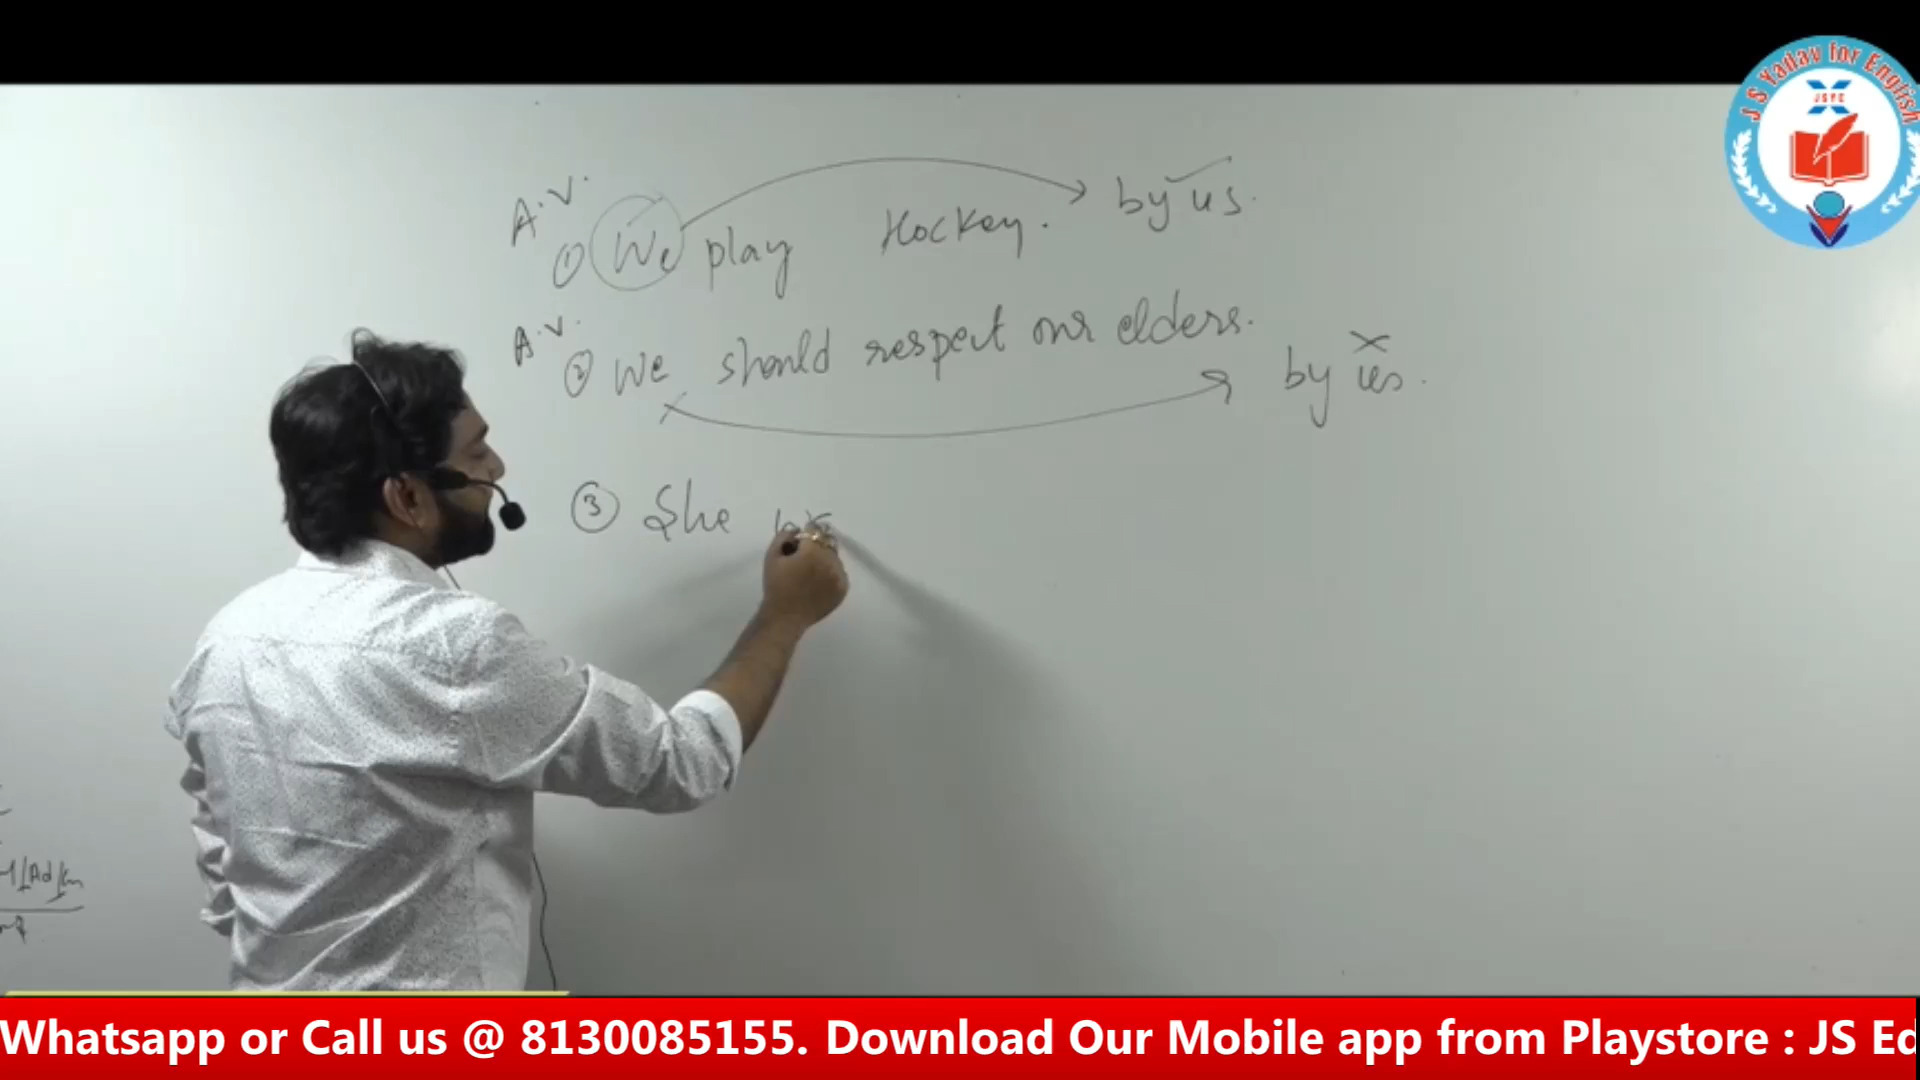 J S Yadav for English
JSYC
A.V.
① We play Hockey. by us.
A.V.
② We should respect our elders. by us.
③ She
Whatsapp or Call us @ 8130085155. Download Our Mobile app from Playstore : JS Ed